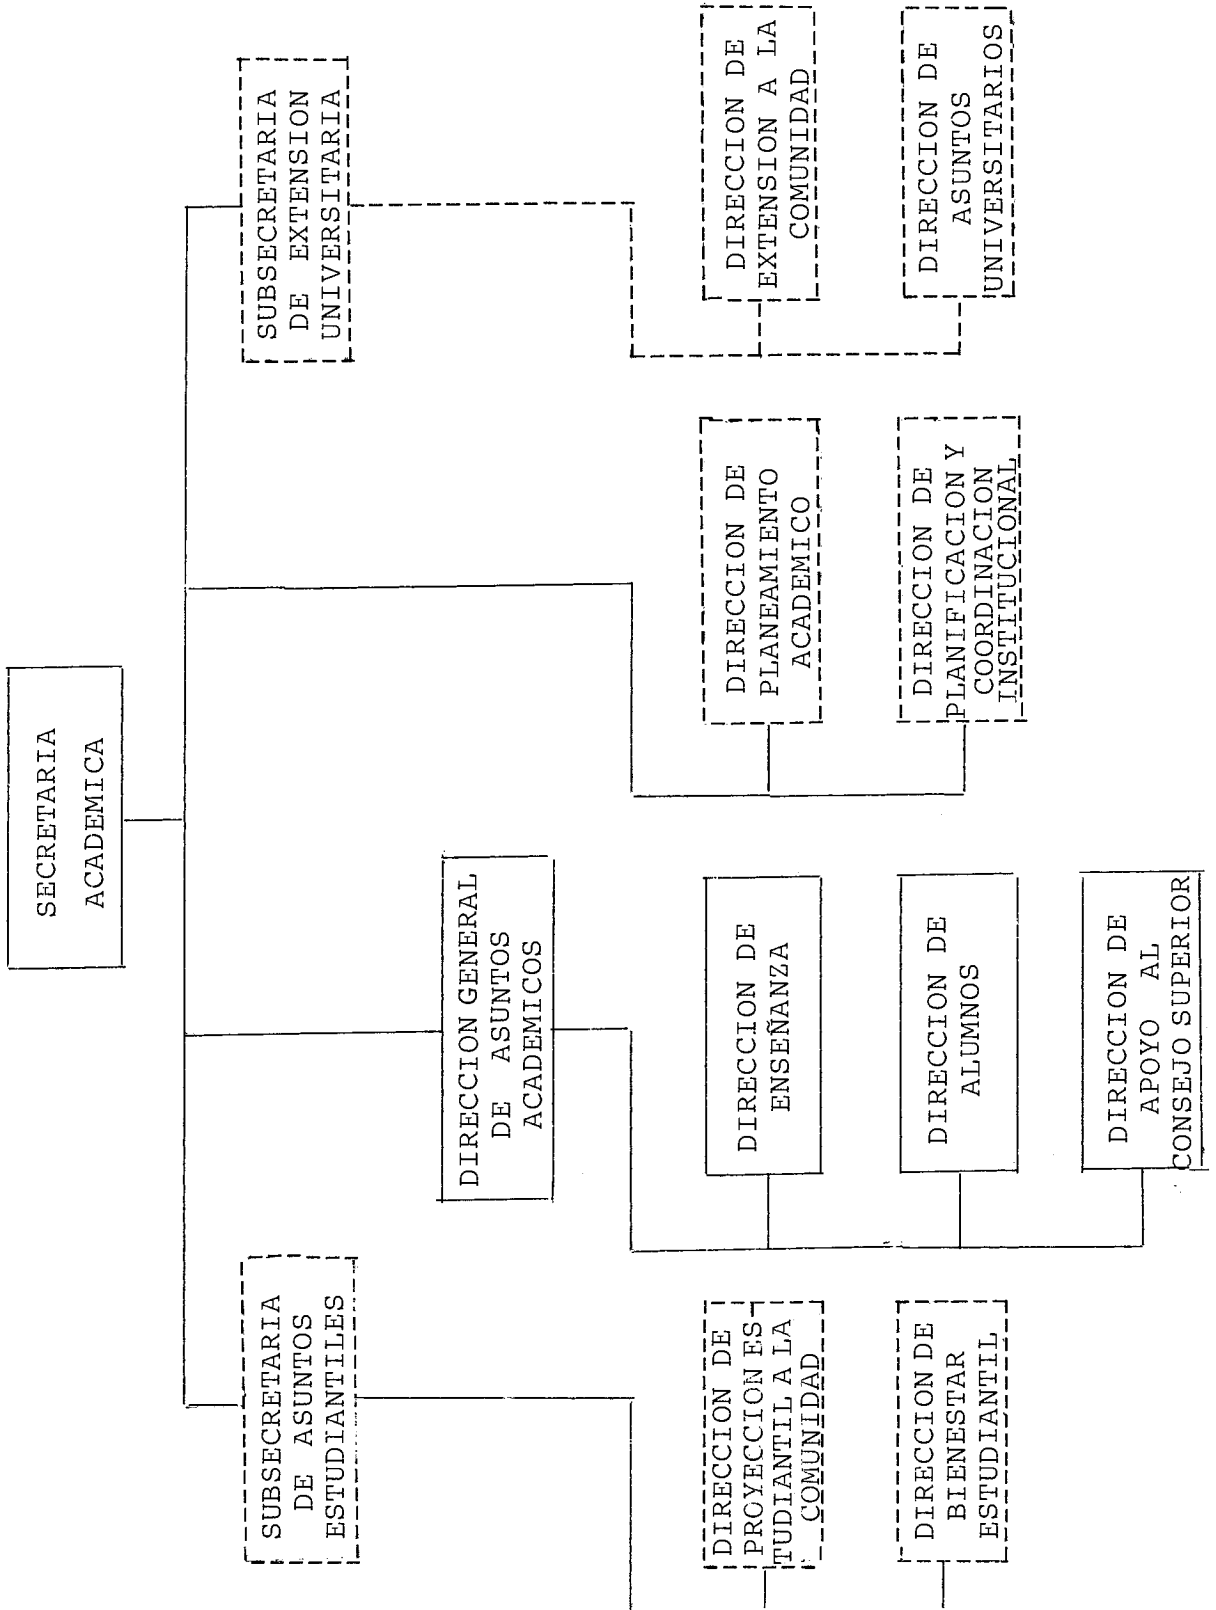 SECRETARIA
ACADEMICA
SUBSECRETARIA
DE ASUNTOS
ESTUDIANTILES
SUBSECRETARIA
DE EXTENSION
UNIVERSITARIA
DIRECCION GENERAL
DE ASUNTOS
ACADEMICOS
DIRECCION DE
PROYECCION ES
TUDIANTIL A LA
COMUNIDAD
DIRECCION DE
ENSEÑANZA
DIRECCION DE
PLANEAMIENTO
ACADEMICO
DIRECCION DE
EXTENSION A LA
COMUNIDAD
DIRECCION DE
BIENESTAR
ESTUDIANTIL
DIRECCION DE
ALUMNOS
DIRECCION DE
PLANIFICACION Y
COORDINACION
INSTITUCIONAL
DIRECCION DE
ASUNTOS
UNIVERSITARIOS
DIRECCION DE
APOYO AL
CONSEJO SUPERIOR